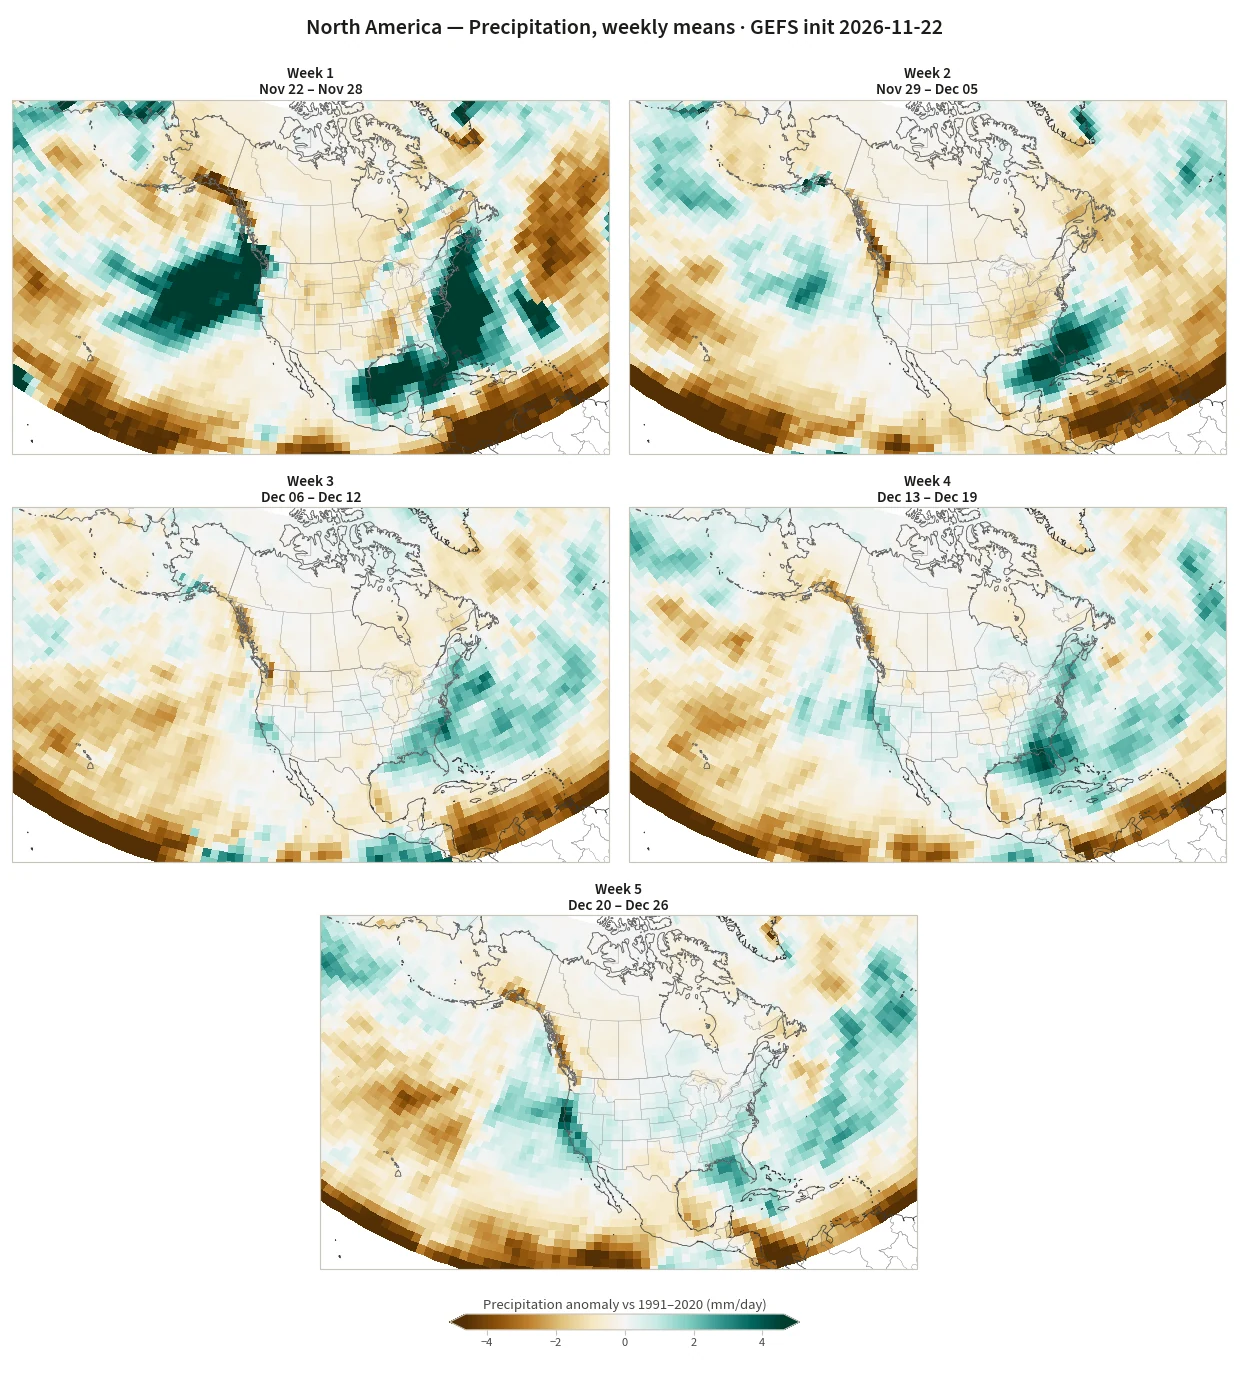 North America — Precipitation, weekly means · GEFS init 2026-11-22
Week 1
Nov 22 – Nov 28
Week 2
Nov 29 – Dec 05
Week 3
Dec 06 – Dec 12
Week 4
Dec 13 – Dec 19
Week 5
Dec 20 – Dec 26
Precipitation anomaly vs 1991–2020 (mm/day)
−4 −2 0 2 4